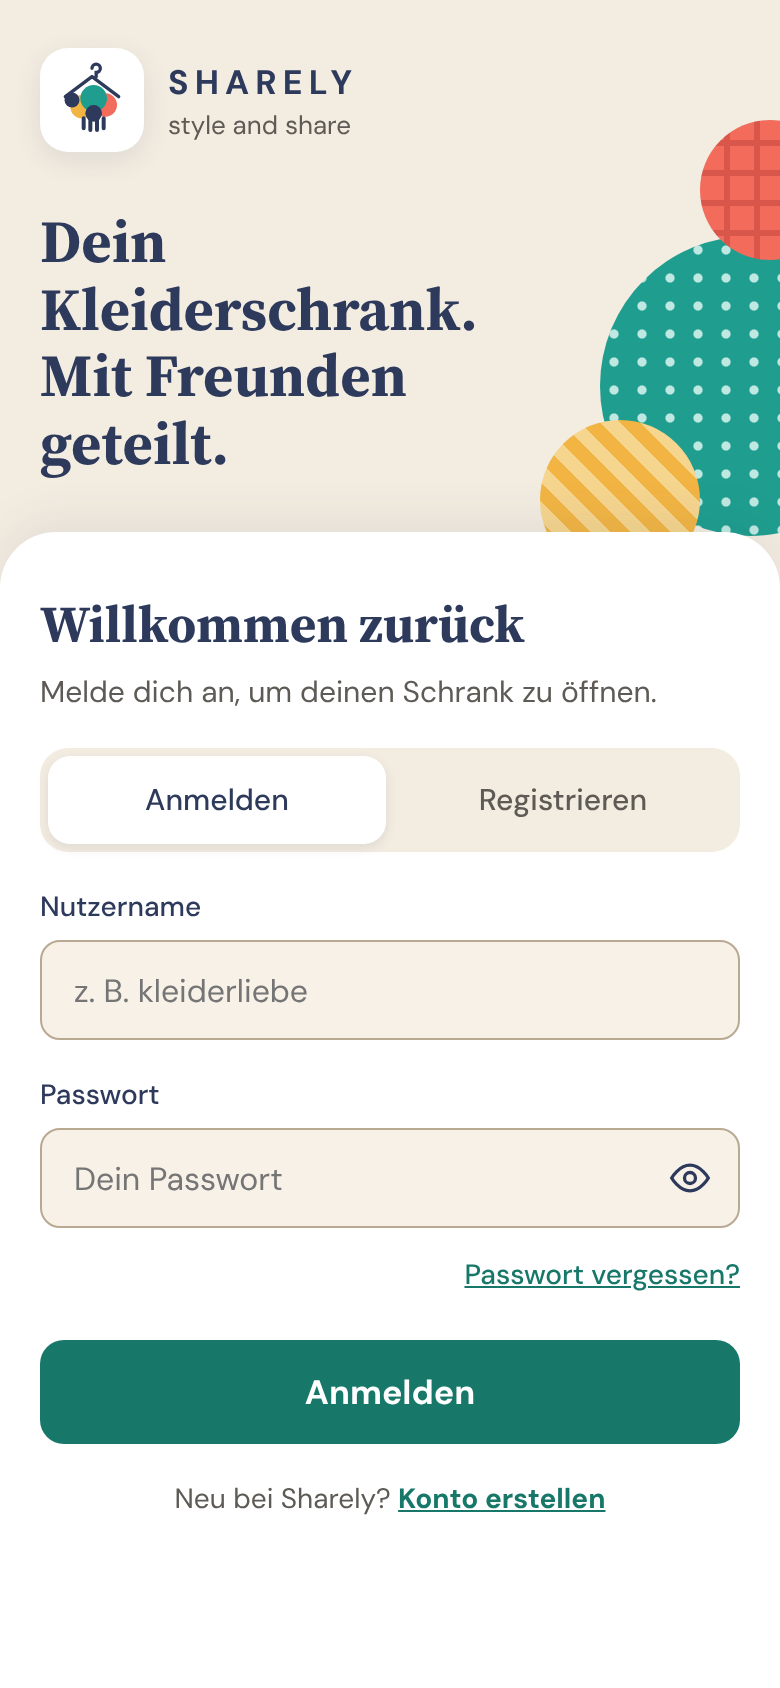 SHARELY
style and share
Dein
Kleiderschrank.
Mit Freunden
geteilt.
Willkommen zurück
Melde dich an, um deinen Schrank zu öffnen.
Anmelden
Registrieren
Nutzername
z. B. kleiderliebe
Passwort
Dein Passwort
Passwort vergessen?
Anmelden
Neu bei Sharely? Konto erstellen